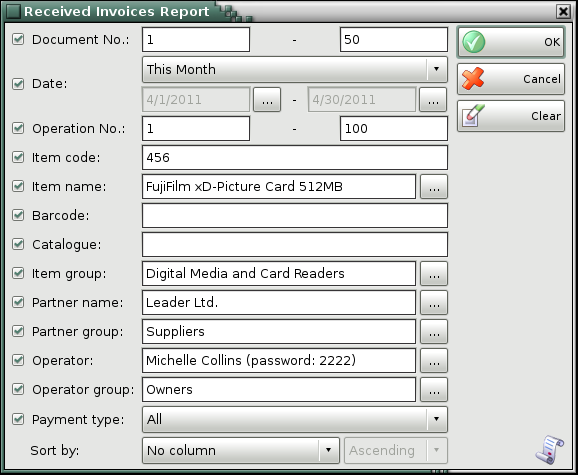 Received Invoices Report
Document No.: 1 - 50 OK
This Month
Date: Cancel
4/1/2011 ... - 4/30/2011 ...
Operation No.: 1 - 100 Clear
Item code: 456
Item name: FujiFilm xD-Picture Card 512MB ...
Barcode:
Catalogue:
Item group: Digital Media and Card Readers ...
Partner name: Leader Ltd. ...
Partner group: Suppliers ...
Operator: Michelle Collins (password: 2222) ...
Operator group: Owners ...
Payment type: All
Sort by: No column Ascending